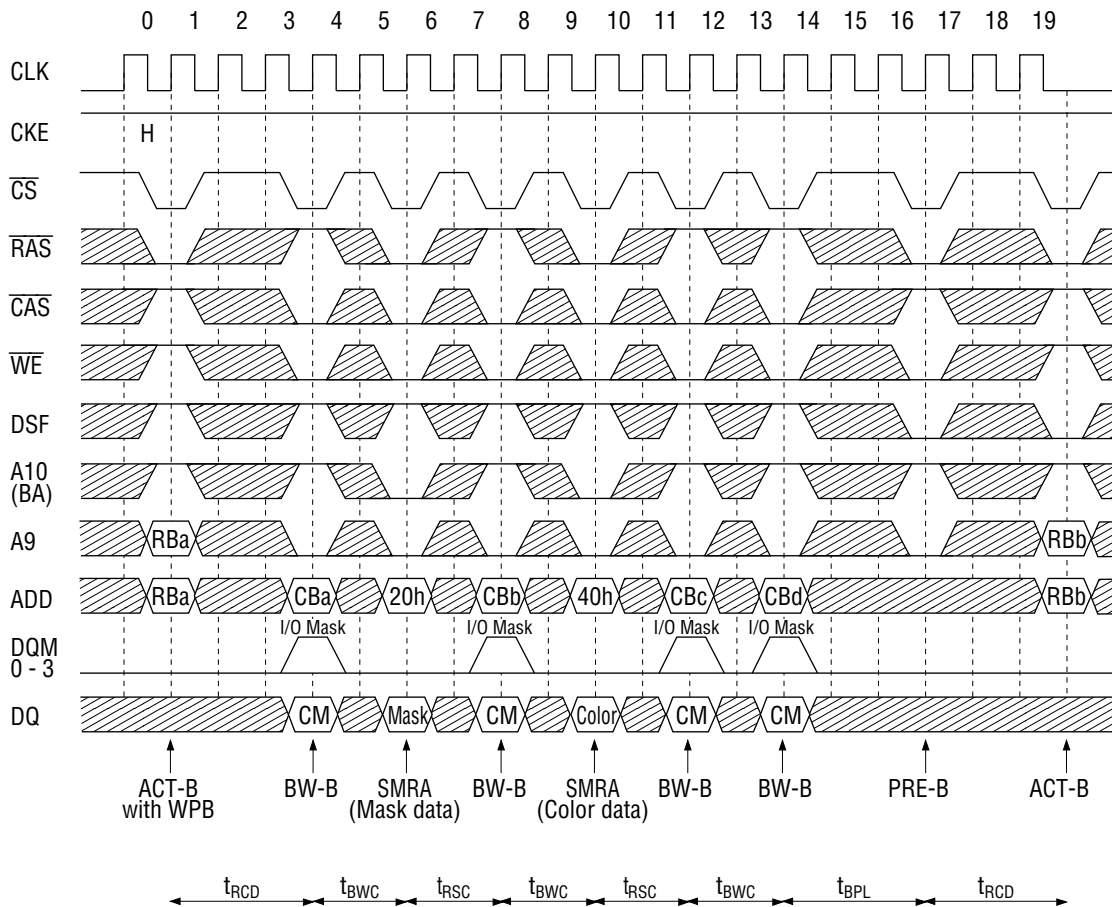 0 1 2 3 4 5 6 7 8 9 10 11 12 13 14 15 16 17 18 19
CLK
CKE H
CS
RAS
CAS
WE
DSF
A10
(BA)
A9 RBa RBb
ADD RBa CBa 20h CBb 40h CBc CBd RBb
I/O Mask I/O Mask I/O Mask I/O Mask
DQM
0 - 3
DQ CM Mask CM Color CM CM
ACT-B BW-B SMRA BW-B SMRA BW-B BW-B PRE-B ACT-B
with WPB (Mask data) (Color data)
tRCD tBWC tRSC tBWC tRSC tBWC tBPL tRCD